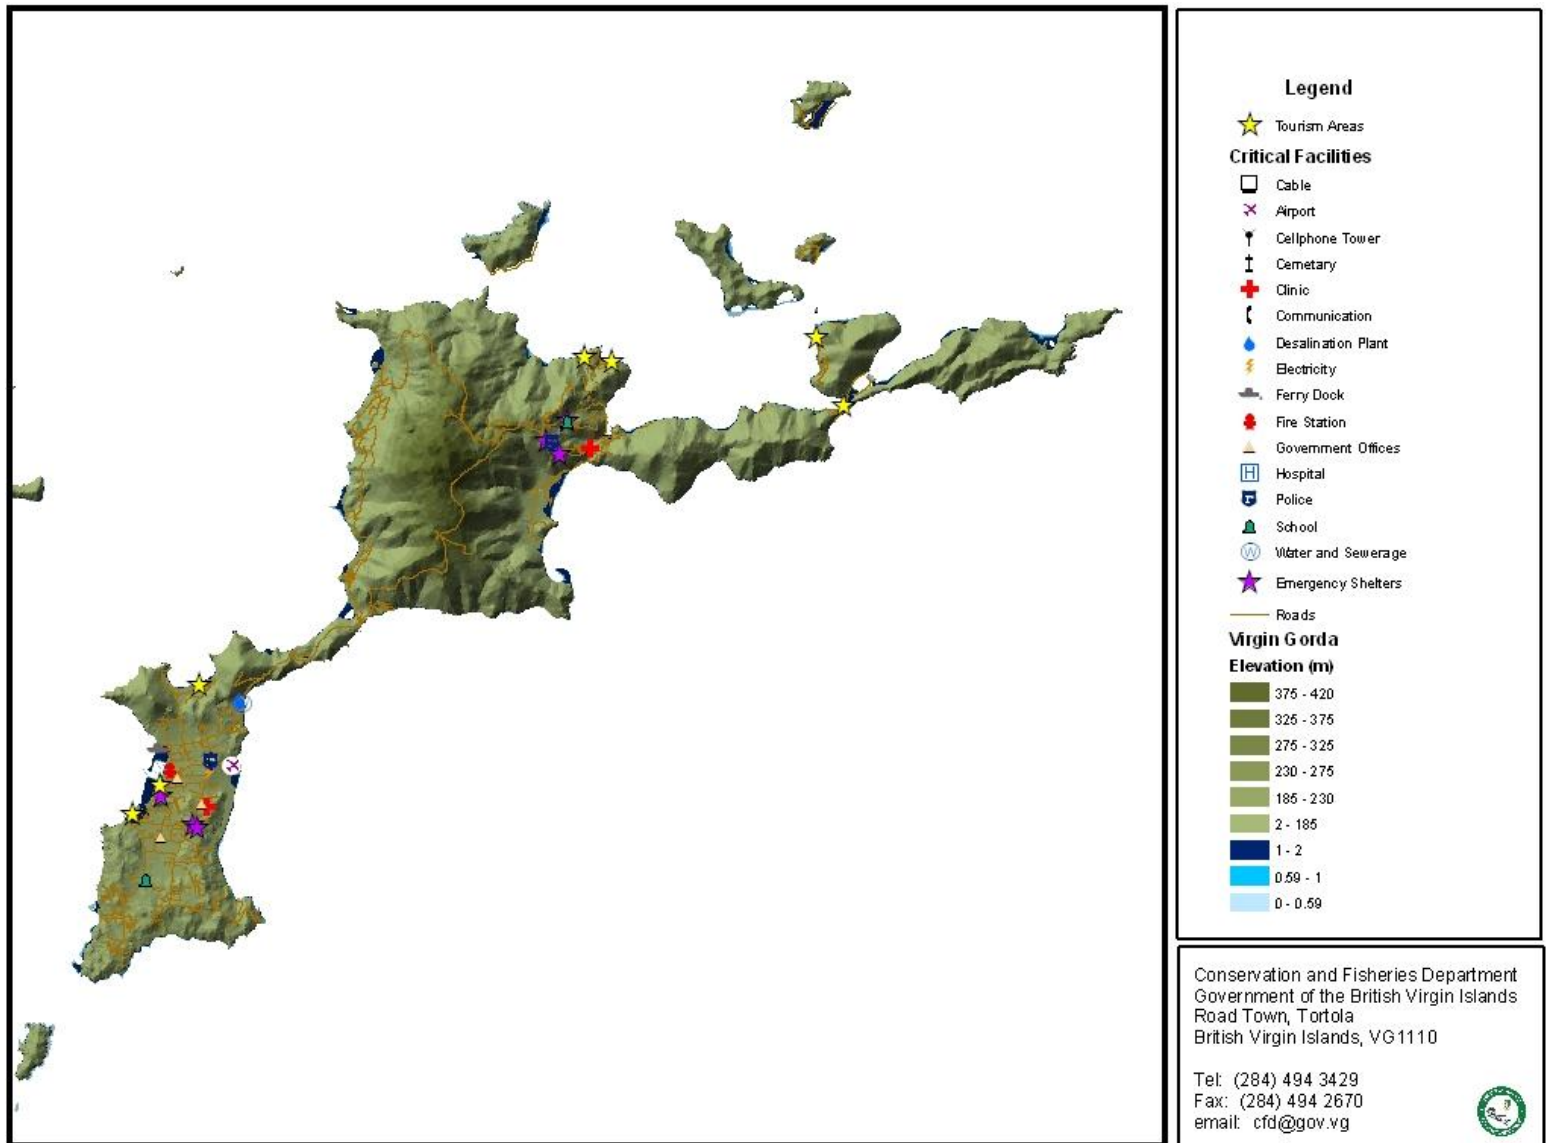 Legend
Tourism Areas
Critical Facilities
Cable
Airport
Cellphone Tower
Cemetary
Clinic
Communication
Desalination Plant
Electricity
Ferry Dock
Fire Station
Government Offices
H Hospital
Police
School
W Water and Sewerage
Emergency Shelters
Roads
Virgin Gorda
Elevation (m)
375 - 420
325 - 375
275 - 325
230 - 275
185 - 230
2 - 185
1 - 2
0.59 - 1
0 - 0.59
Conservation and Fisheries Department
Government of the British Virgin Islands
Road Town, Tortola
British Virgin Islands, VG1110
Tel: (284) 494 3429
Fax: (284) 494 2670
email: cfd@gov.vg